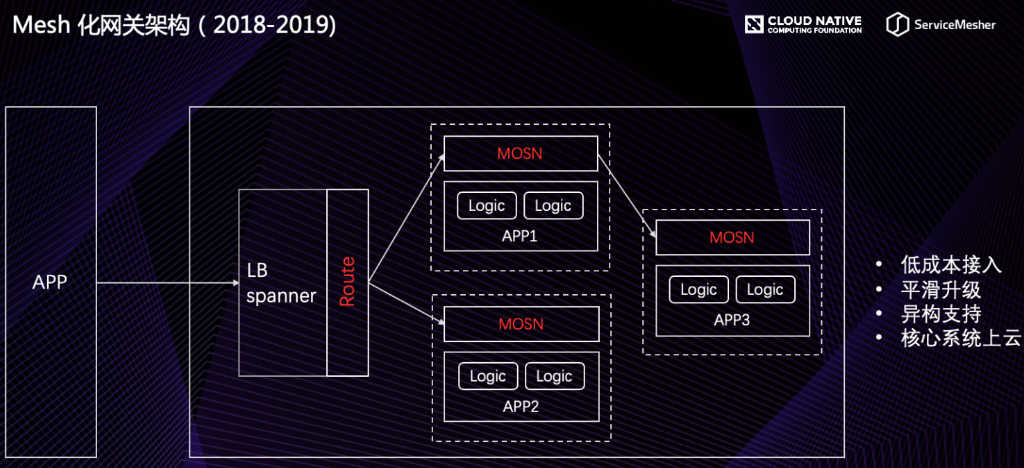 Mesh 化网关架构（2018-2019)
CLOUD NATIVE
COMPUTING FOUNDATION
ServiceMesher
APP
LB
spanner
Route
MOSN
Logic
Logic
APP1
MOSN
Logic
Logic
APP2
MOSN
Logic
Logic
APP3
• 低成本接入
• 平滑升级
• 异构支持
• 核心系统上云